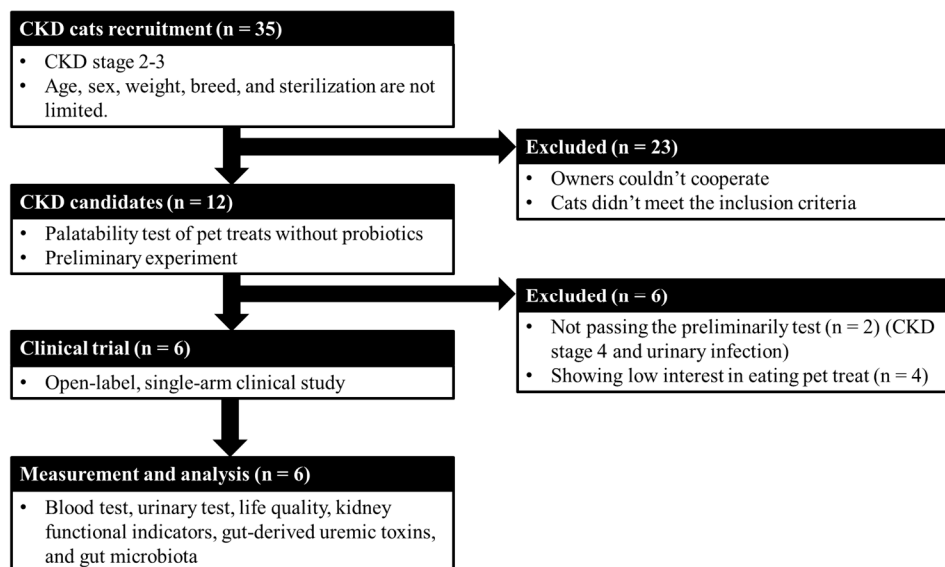 CKD cats recruitment (n = 35)
• CKD stage 2-3
• Age, sex, weight, breed, and sterilization are not
limited.
Excluded (n = 23)
• Owners couldn’t cooperate
• Cats didn’t meet the inclusion criteria
CKD candidates (n = 12)
• Palatability test of pet treats without probiotics
• Preliminary experiment
Excluded (n = 6)
• Not passing the preliminarily test (n = 2) (CKD
stage 4 and urinary infection)
• Showing low interest in eating pet treat (n = 4)
Clinical trial (n = 6)
• Open-label, single-arm clinical study
Measurement and analysis (n = 6)
• Blood test, urinary test, life quality, kidney
functional indicators, gut-derived uremic toxins,
and gut microbiota